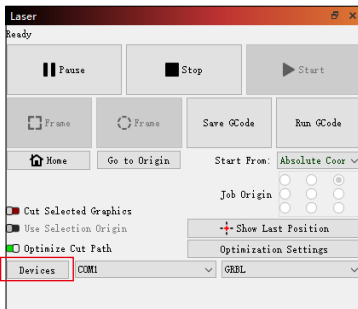 Laser
Ready
Pause Stop Start
Frame Frame Save GCode Run GCode
Home Go to Origin Start From: Absolute Coor
Job Origin
Cut Selected Graphics
Use Selection Origin Show Last Position
Optimize Cut Path Optimization Settings
Devices COM1 GRBL